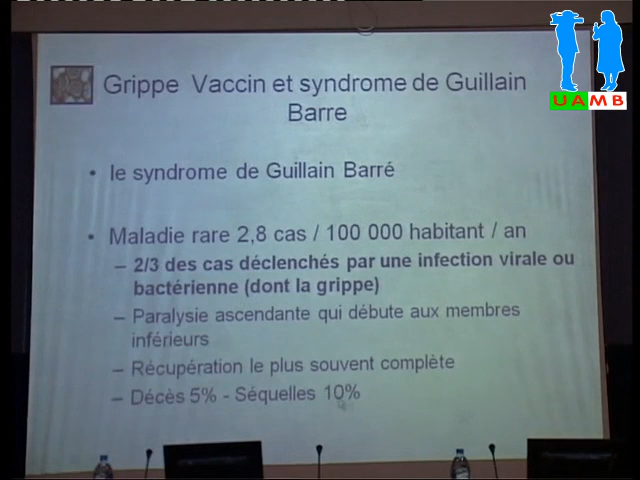 UAMB
Grippe Vaccin et syndrome de Guillain
Barre
• le syndrome de Guillain Barré
• Maladie rare 2,8 cas / 100 000 habitant / an
– 2/3 des cas déclenchés par une infection virale ou
bactérienne (dont la grippe)
– Paralysie ascendante qui débute aux membres
inférieurs
– Récupération le plus souvent complète
– Décès 5% - Séquelles 10%